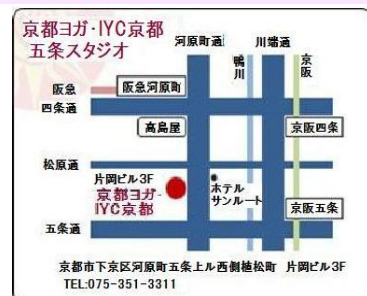 京都ヨガ・IYC京都
五条スタジオ
河原町通
川端通
鴨川
京阪
阪急
阪急河原町
四条通
高島屋
京阪四条
松原通
片岡ビル3F
京都ヨガ・
IYC京都
ホテル
サンルート
京阪五条
五条通
京都市下京区河原町五条上ル西側植松町 片岡ビル3F
TEL:075-351-3311